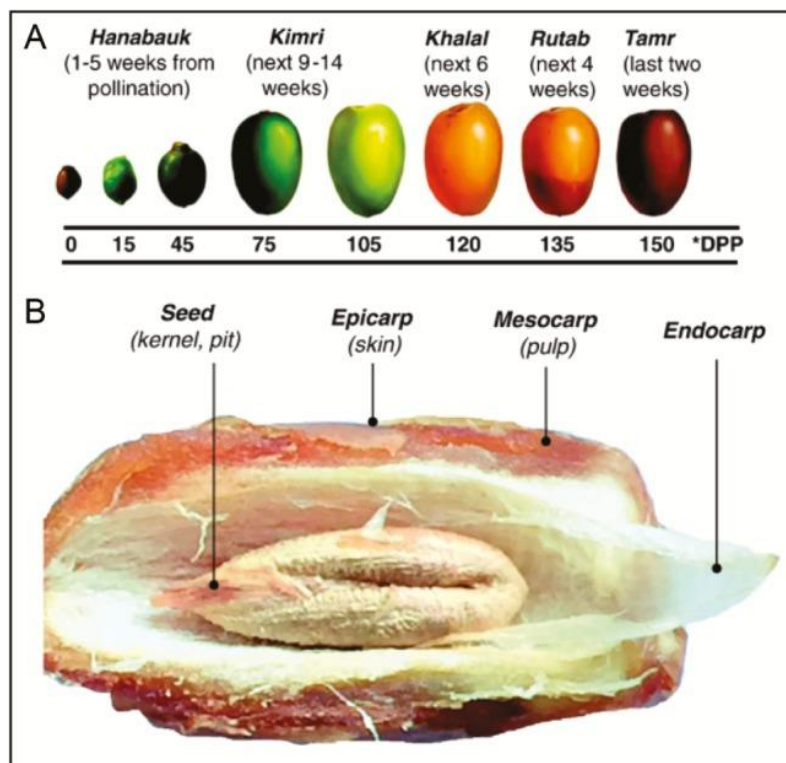 A
Hanabauk
(1-5 weeks from
pollination)
Kimri
(next 9-14
weeks)
Khalal
(next 6
weeks)
Rutab
(next 4
weeks)
Tamr
(last two
weeks)
0 15 45 75 105 120 135 150 *DPP
B
Seed
(kernel, pit)
Epicarp
(skin)
Mesocarp
(pulp)
Endocarp